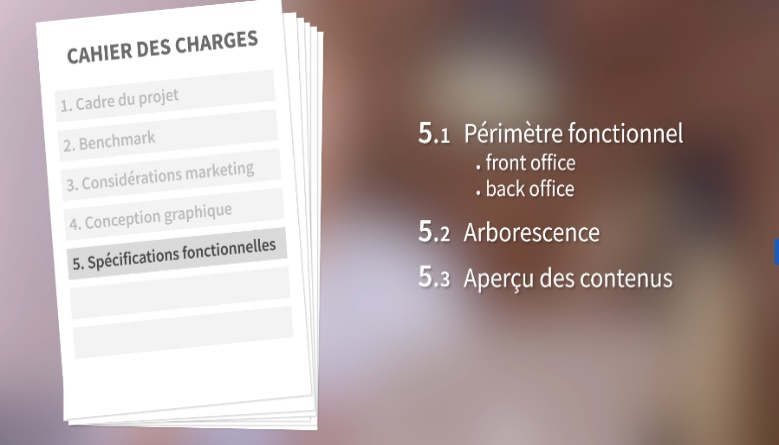 CAHIER DES CHARGES
1. Cadre du projet
2. Benchmark
3. Considérations marketing
4. Conception graphique
5. Spécifications fonctionnelles
5.1 Périmètre fonctionnel
. front office
. back office
5.2 Arborescence
5.3 Aperçu des contenus